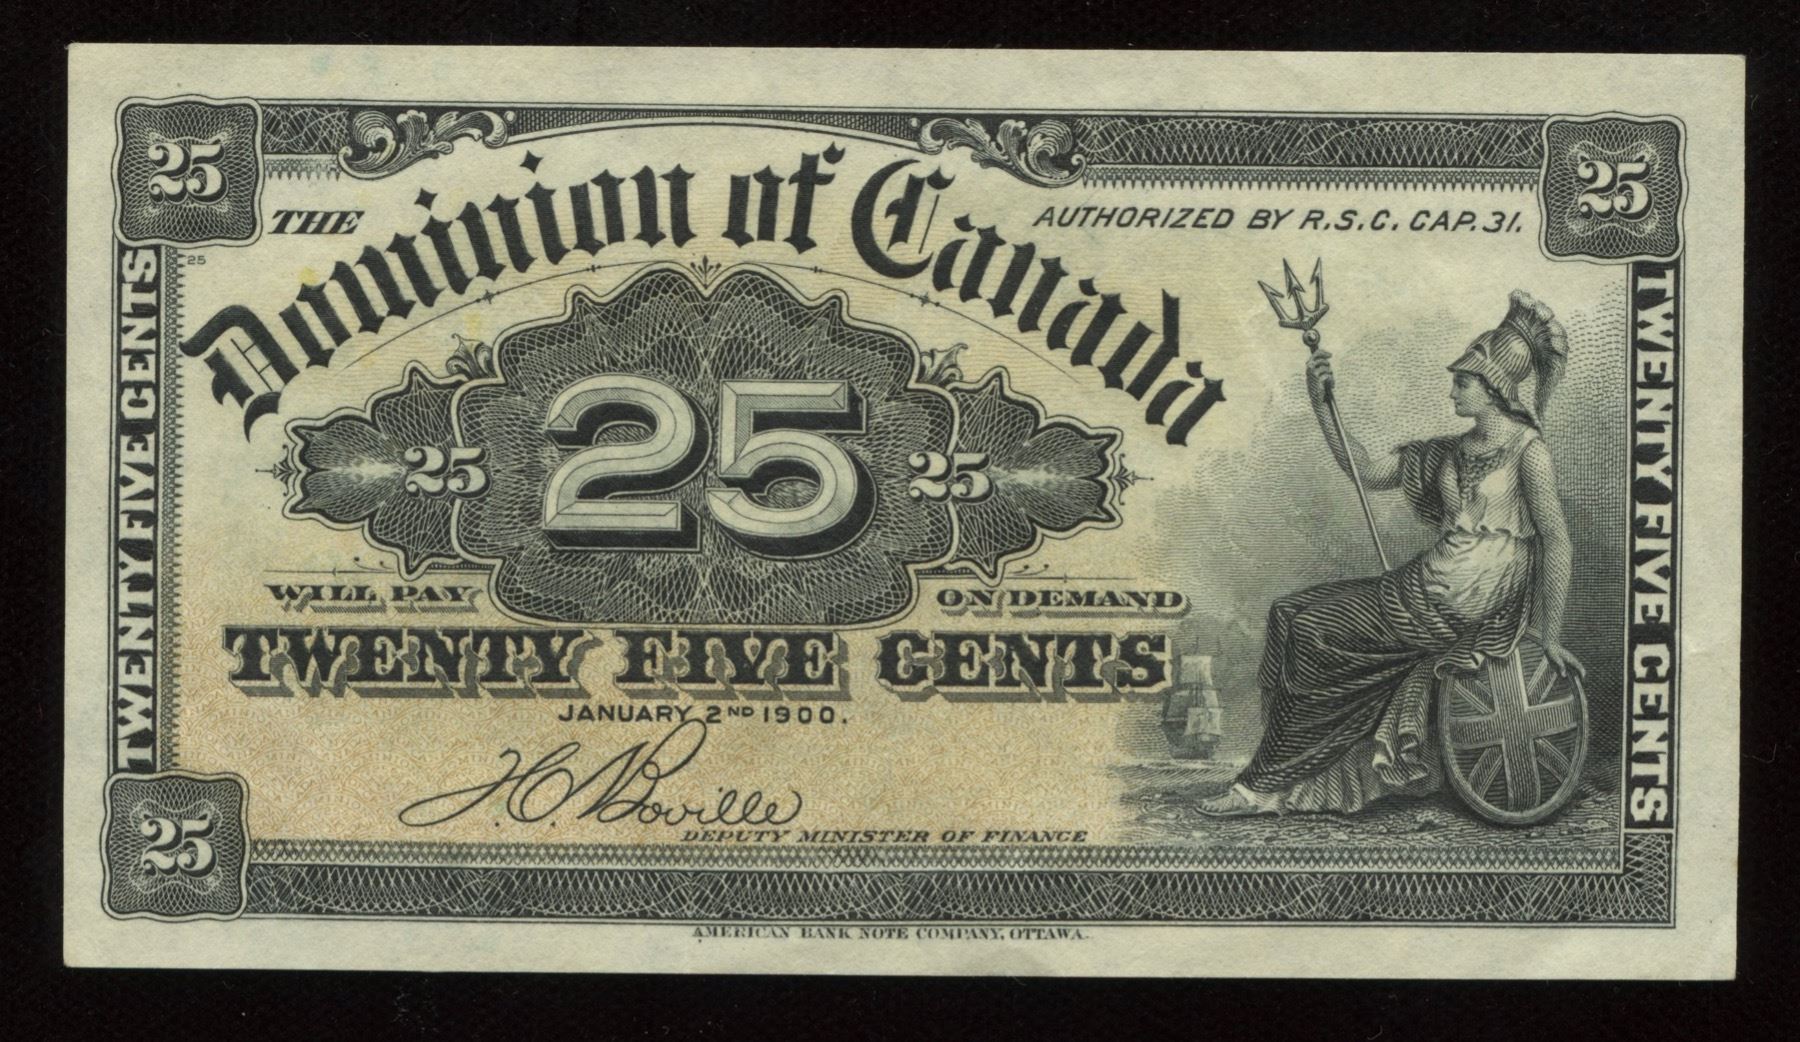 25
25
THE Dominion of Canada
AUTHORIZED BY R.S.C. CAP. 31.
25
TWENTY FIVE CENTS
25 25 25
TWENTY FIVE CENTS
WILL PAY ON DEMAND
TWENTY FIVE CENTS
JANUARY 2ND 1900.
H.C. Boville
DEPUTY MINISTER OF FINANCE
25
AMERICAN BANK NOTE COMPANY, OTTAWA.